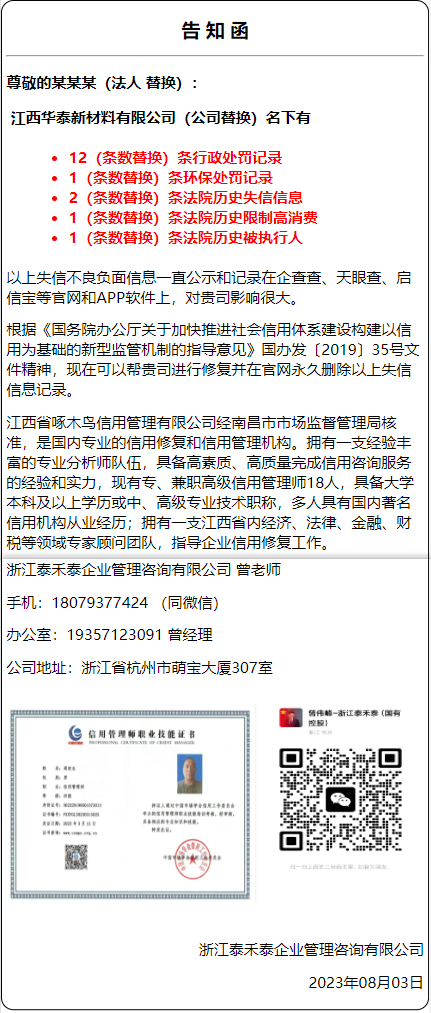 告 知 函
尊敬的某某某（法人 替换）：
江西华泰新材料有限公司（公司替换）名下有
• 12（条数替换）条行政处罚记录
• 1（条数替换）条环保处罚记录
• 2（条数替换）条法院历史失信信息
• 1（条数替换）条法院历史限制高消费
• 1（条数替换）条法院历史被执行人
以上失信不良负面信息一直公示和记录在企查查、天眼查、启
信宝等官网和APP软件上，对贵司影响很大。
根据《国务院办公厅关于加快推进社会信用体系建设构建以信
用为基础的新型监管机制的指导意见》国办发〔2019〕35号文
件精神，现在可以帮贵司进行修复并在官网永久删除以上失信
信息记录。
江西省啄木鸟信用管理有限公司经南昌市市场监督管理局核
准，是国内专业的信用修复和信用管理机构。拥有一支经验丰
富的专业分析师队伍，具备高素质、高质量完成信用咨询服务
的经验和实力，现有专、兼职高级信用管理师18人，具备大学
本科及以上学历或中、高级专业技术职称，多人具有国内著名
信用机构从业经历；拥有一支江西省内经济、法律、金融、财
税等领域专家顾问团队，指导企业信用修复工作。
浙江泰禾泰企业管理咨询有限公司 曾老师
手机：18079377424 （同微信）
办公室：19357123091 曾经理
公司地址：浙江省杭州市萌宝大厦307室
信用管理师职业技能证书
PROFESSIONAL CERTIFICATE OF CREDIT MANAGER
曾伟楠~浙江泰禾泰 (国有
控股)
浙江泰禾泰企业管理咨询有限公司
2023年08月03日